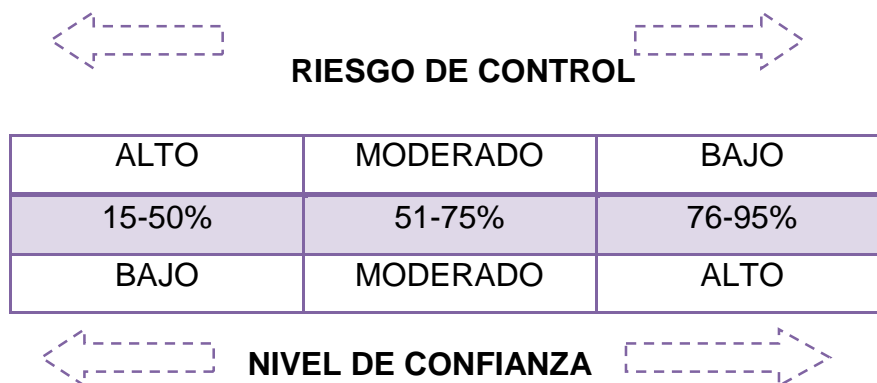 RIESGO DE CONTROL
ALTO MODERADO BAJO
15-50% 51-75% 76-95%
BAJO MODERADO ALTO
NIVEL DE CONFIANZA